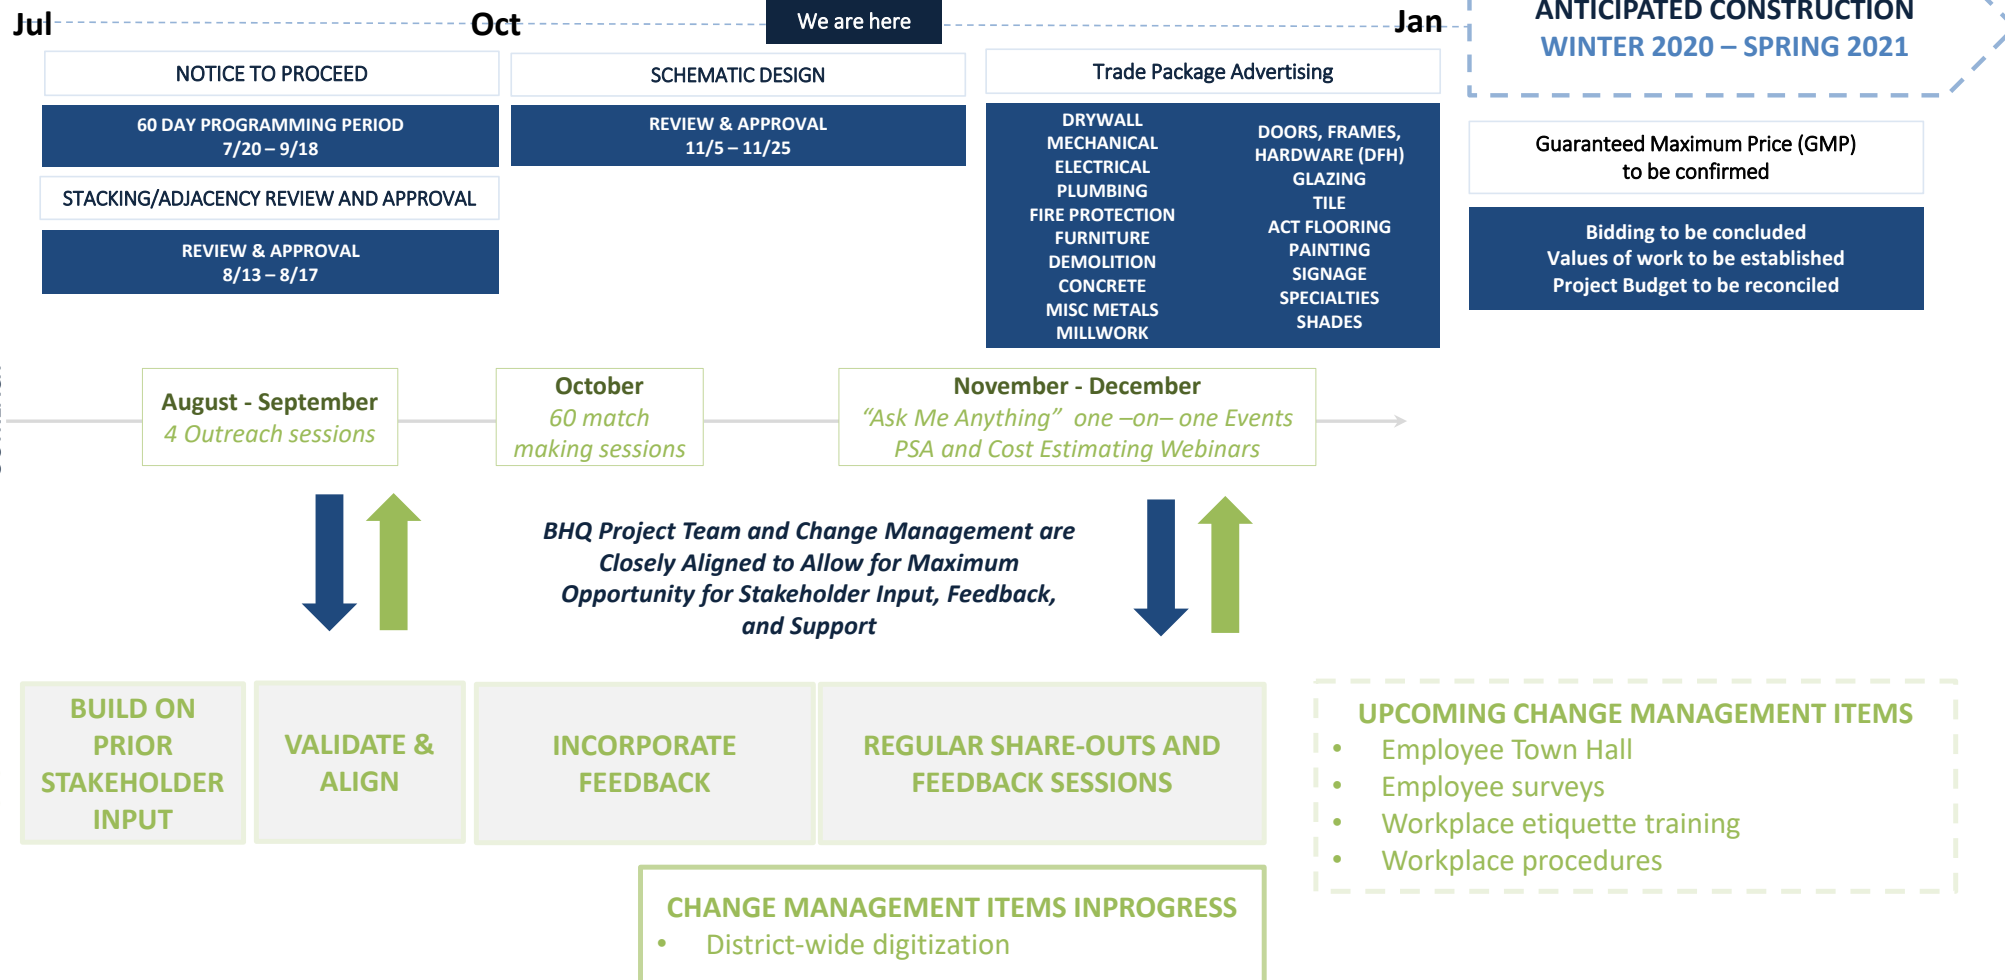 Jul
Oct
We are here
Jan
ANTICIPATED CONSTRUCTION
WINTER 2020 – SPRING 2021
NOTICE TO PROCEED
60 DAY PROGRAMMING PERIOD
7/20 – 9/18
STACKING/ADJACENCY REVIEW AND APPROVAL
REVIEW & APPROVAL
8/13 – 8/17
SCHEMATIC DESIGN
REVIEW & APPROVAL
11/5 – 11/25
Trade Package Advertising
DRYWALL
MECHANICAL
ELECTRICAL
PLUMBING
FIRE PROTECTION
FURNITURE
DEMOLITION
CONCRETE
MISC METALS
MILLWORK
DOORS, FRAMES,
HARDWARE (DFH)
GLAZING
TILE
ACT FLOORING
PAINTING
SIGNAGE
SPECIALTIES
SHADES
Guaranteed Maximum Price (GMP)
to be confirmed
Bidding to be concluded
Values of work to be established
Project Budget to be reconciled
August - September
4 Outreach sessions
October
60 match
making sessions
November - December
“Ask Me Anything” one –on– one Events
PSA and Cost Estimating Webinars
BHQ Project Team and Change Management are
Closely Aligned to Allow for Maximum
Opportunity for Stakeholder Input, Feedback,
and Support
BUILD ON
PRIOR
STAKEHOLDER
INPUT
VALIDATE &
ALIGN
INCORPORATE
FEEDBACK
REGULAR SHARE-OUTS AND
FEEDBACK SESSIONS
UPCOMING CHANGE MANAGEMENT ITEMS
• Employee Town Hall
• Employee surveys
• Workplace etiquette training
• Workplace procedures
CHANGE MANAGEMENT ITEMS INPROGRESS
• District-wide digitization